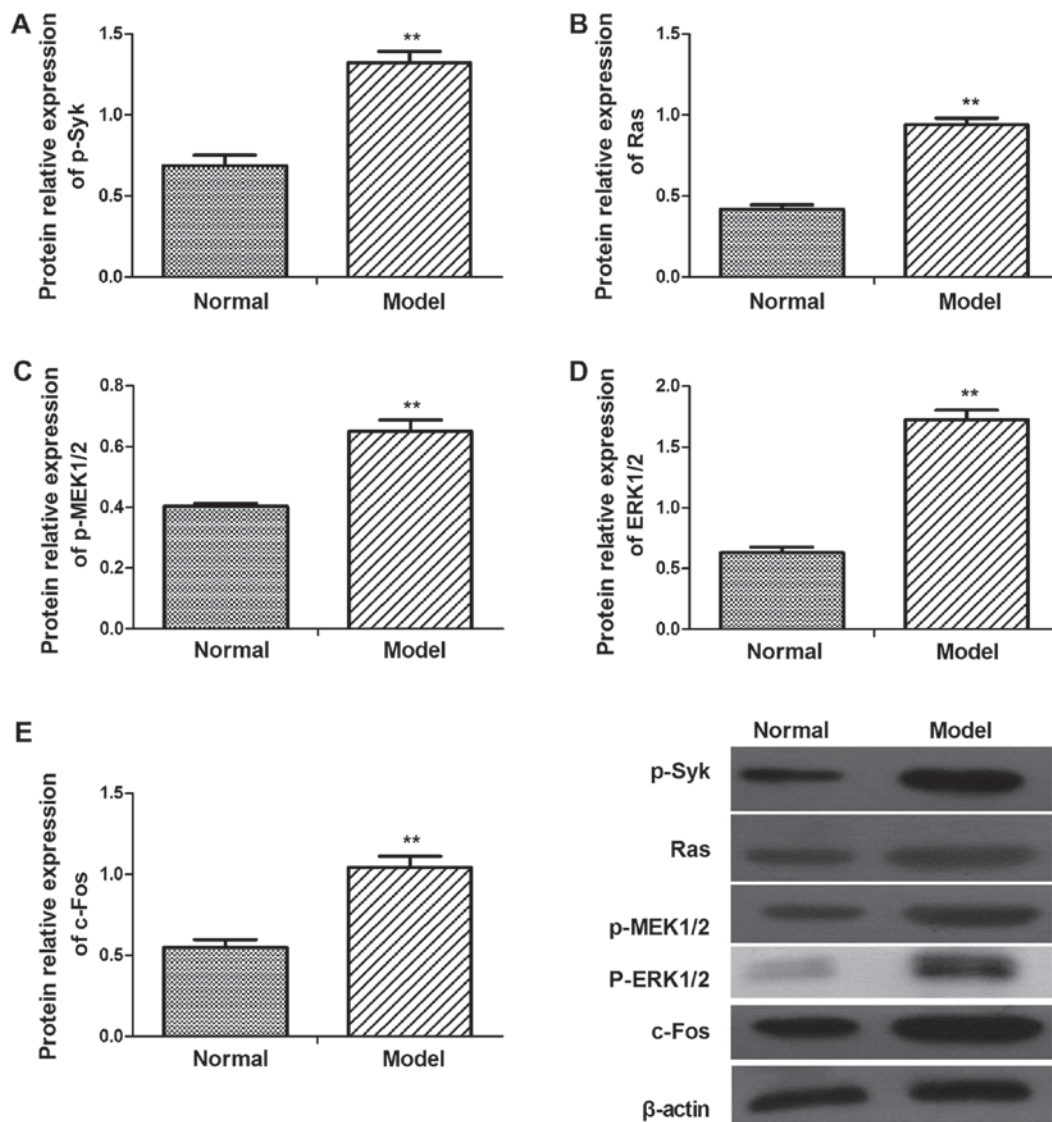 A
Protein relative expression
of p-Syk
1.5
1.0
0.5
0.0
**
Normal
Model
B
Protein relative expression
of Ras
1.5
1.0
0.5
0.0
**
Normal
Model
C
Protein relative expression
of p-MEK1/2
0.8
0.6
0.4
0.2
0.0
**
Normal
Model
D
Protein relative expression
of ERK1/2
2.0
1.5
1.0
0.5
0.0
**
Normal
Model
E
Protein relative expression
of c-Fos
1.5
1.0
0.5
0.0
**
Normal
Model
Normal Model
p-Syk
Ras
p-MEK1/2
P-ERK1/2
c-Fos
β-actin